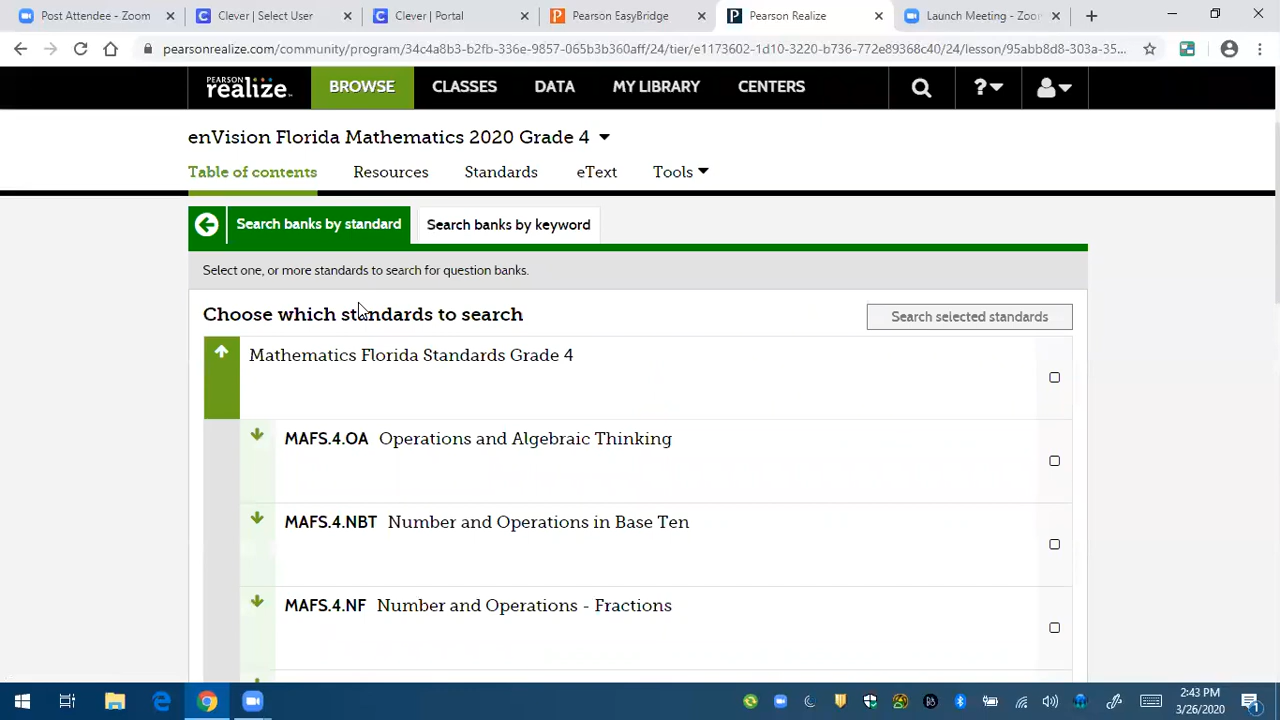 Post Attendee - Zoom
Clever | Select User
Clever | Portal
Pearson EasyBridge
Pearson Realize
Launch Meeting - Zoo
pearsonrealize.com/community/program/34c4a8b3-b2fb-336e-9857-065b3b360aff/24/tier/e1173602-1d10-3220-b736-772e89368c40/24/lesson/95abb8d8-303a-35...
PEARSON
realize™
BROWSE
CLASSES
DATA
MY LIBRARY
CENTERS
?
enVision Florida Mathematics 2020 Grade 4
Table of contents
Resources
Standards
eText
Tools
Search banks by standard
Search banks by keyword
Select one, or more standards to search for question banks.
Choose which standards to search
Search selected standards
Mathematics Florida Standards Grade 4
MAFS.4.OA Operations and Algebraic Thinking
MAFS.4.NBT Number and Operations in Base Ten
MAFS.4.NF Number and Operations - Fractions
2:43 PM
3/26/2020